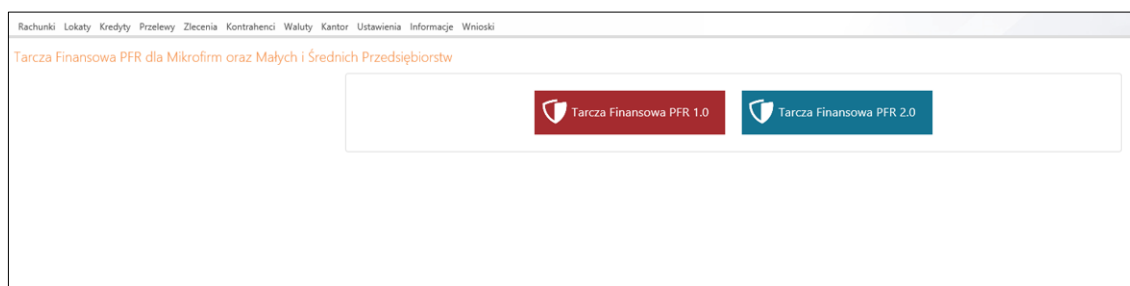 Rachunki Lokaty Kredyty Przelewy Zlecenia Kontrahenci Waluty Kantor Ustawienia Informacje Wnioski
Tarcza Finansowa PFR dla Mikrofirm oraz Małych i Średnich Przedsiębiorstw
Tarcza Finansowa PFR 1.0 Tarcza Finansowa PFR 2.0